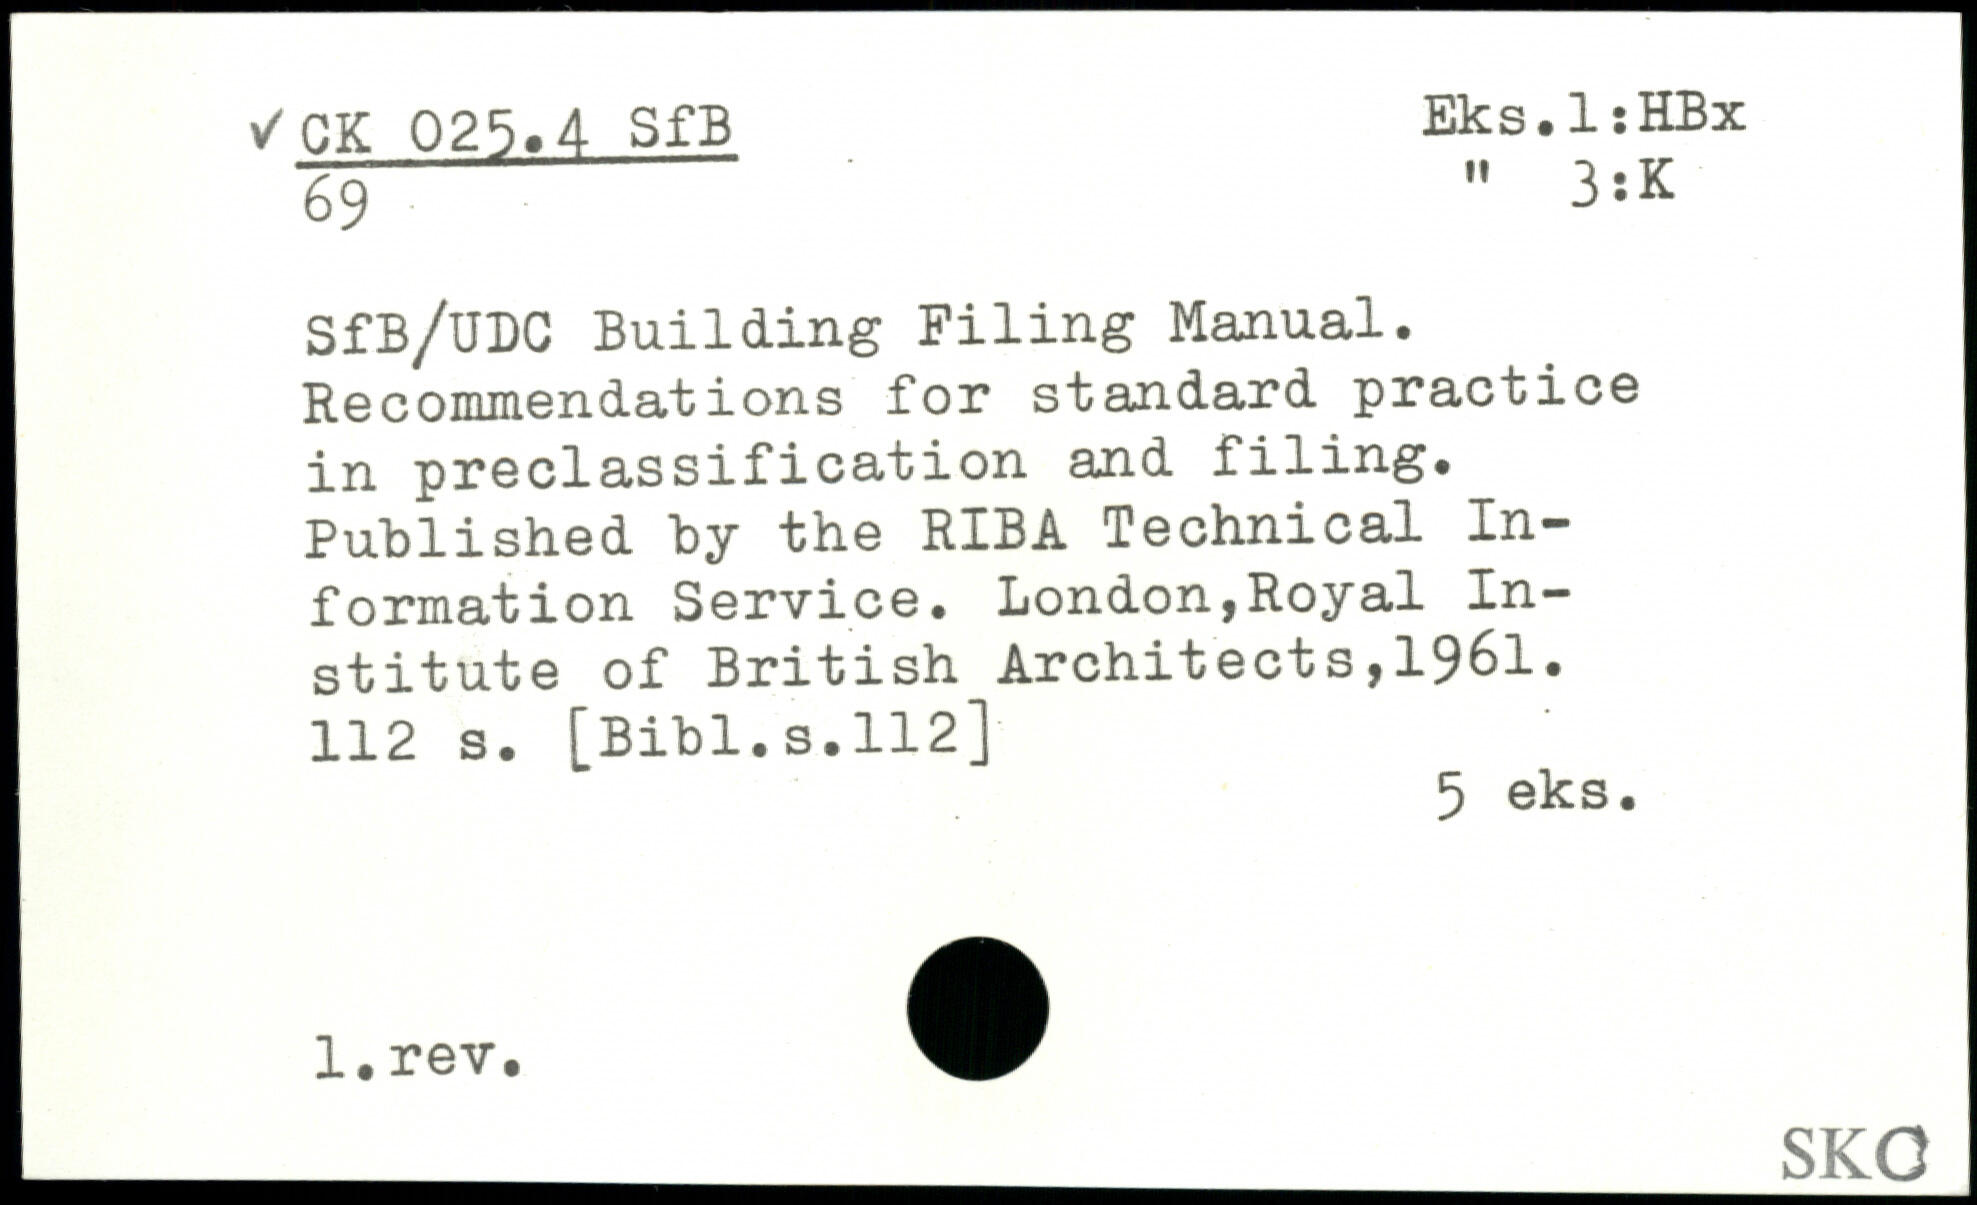 ✓ CK 025.4 SfB
69
Eks.1:HBx
" 3:K
SfB/UDC Building Filing Manual.
Recommendations for standard practice
in preclassification and filing.
Published by the RIBA Technical In-
formation Service. London,Royal In-
stitute of British Architects,1961.
112 s. [Bibl.s.112]
5 eks.
1.rev.
SKC